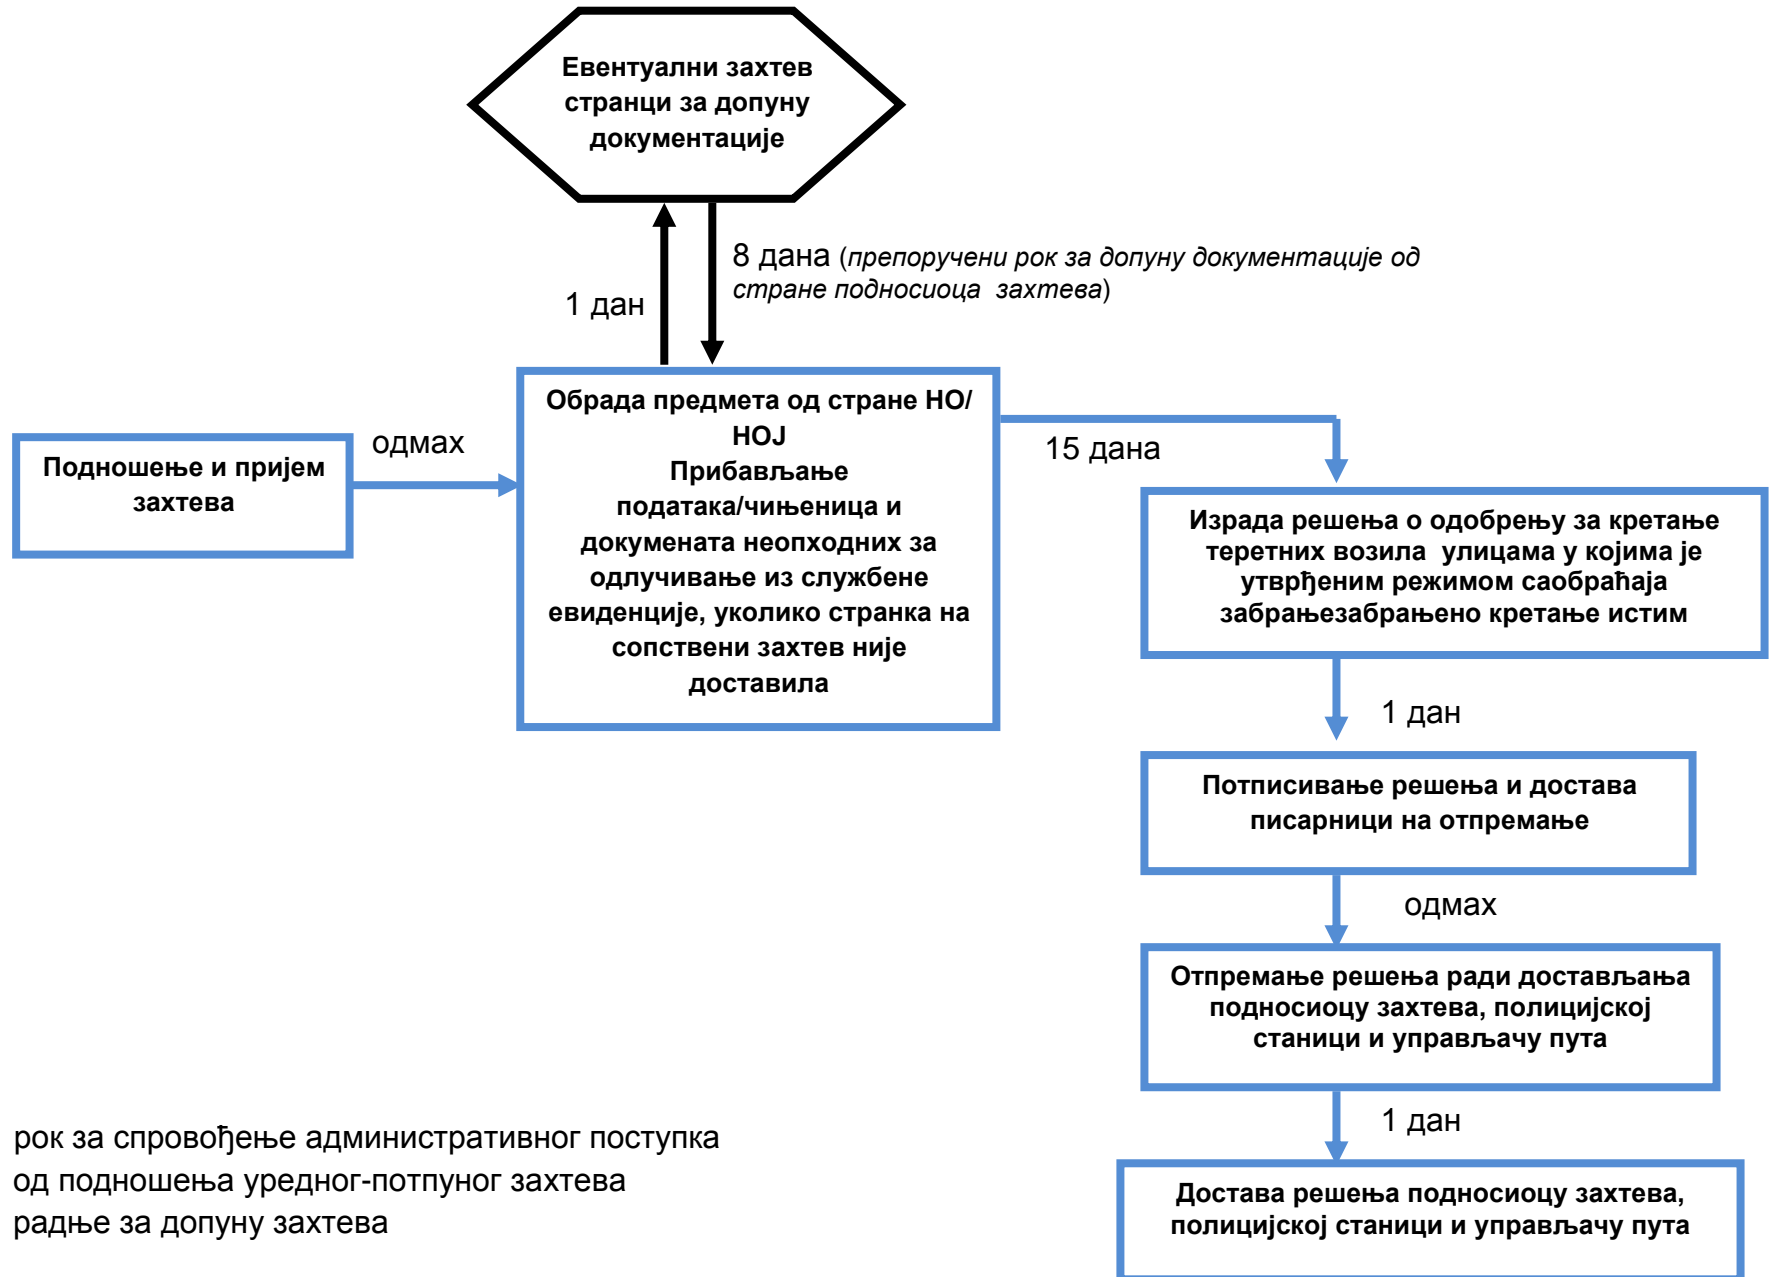 Евентуални захтев
странци за допуну
документације
8 дана (препоручени рок за допуну документације од
стране подносиоца  захтева)
1 дан
Подношење и пријем
захтева
одмах
Обрада предмета од стране НО/
НОЈ
Прибављање
података/чињеница и
докумената неопходних за
одлучивање из службене
евиденције, уколико странка на
сопствени захтев није
доставила
15 дана
Израда решења о одобрењу за кретање
теретних возила  улицама у којима је
утврђеним режимом саобраћаја
забрањезабрањено кретање истим
1 дан
Потписивање решења и достава
писарници на отпремање
одмах
Отпремање решења ради достављања
подносиоцу захтева, полицијској
станици и управљачу пута
1 дан
Достава решења подносиоцу захтева,
полицијској станици и управљачу пута
рок за спровођење административног поступка
од подношења уредног-потпуног захтева
радње за допуну захтева